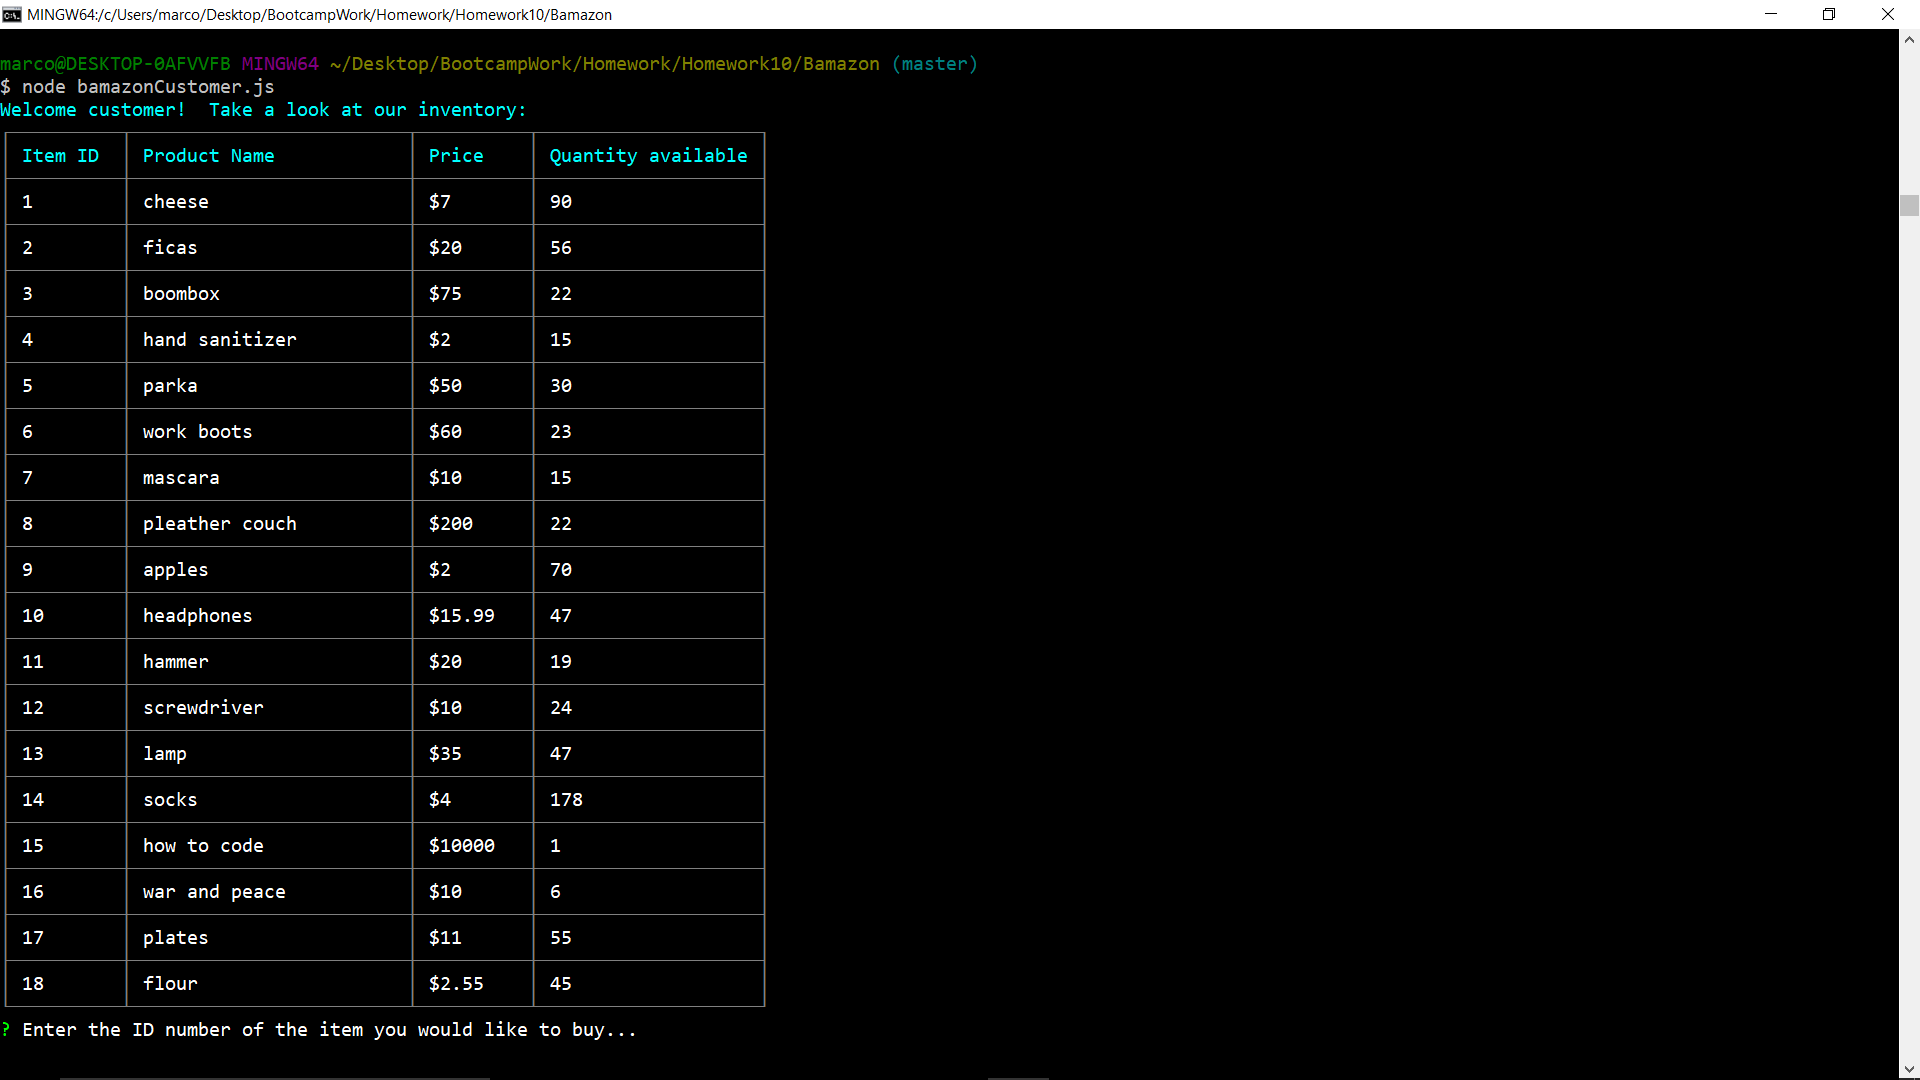 MINGW64:/c/Users/marco/Desktop/BootcampWork/Homework/Homework10/Bamazon
marco@DESKTOP-0AFVVFB MINGW64 ~/Desktop/BootcampWork/Homework/Homework10/Bamazon (master)
$ node bamazonCustomer.js
Welcome customer!  Take a look at our inventory:
Item ID Product Name Price Quantity available
1 cheese $7 90
2 ficas $20 56
3 boombox $75 22
4 hand sanitizer $2 15
5 parka $50 30
6 work boots $60 23
7 mascara $10 15
8 pleather couch $200 22
9 apples $2 70
10 headphones $15.99 47
11 hammer $20 19
12 screwdriver $10 24
13 lamp $35 47
14 socks $4 178
15 how to code $10000 1
16 war and peace $10 6
17 plates $11 55
18 flour $2.55 45
? Enter the ID number of the item you would like to buy...